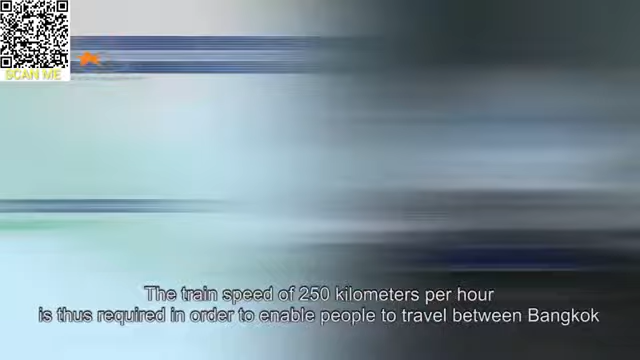 SCAN ME
The train speed of 250 kilometers per hour
is thus required in order to enable people to travel between Bangkok